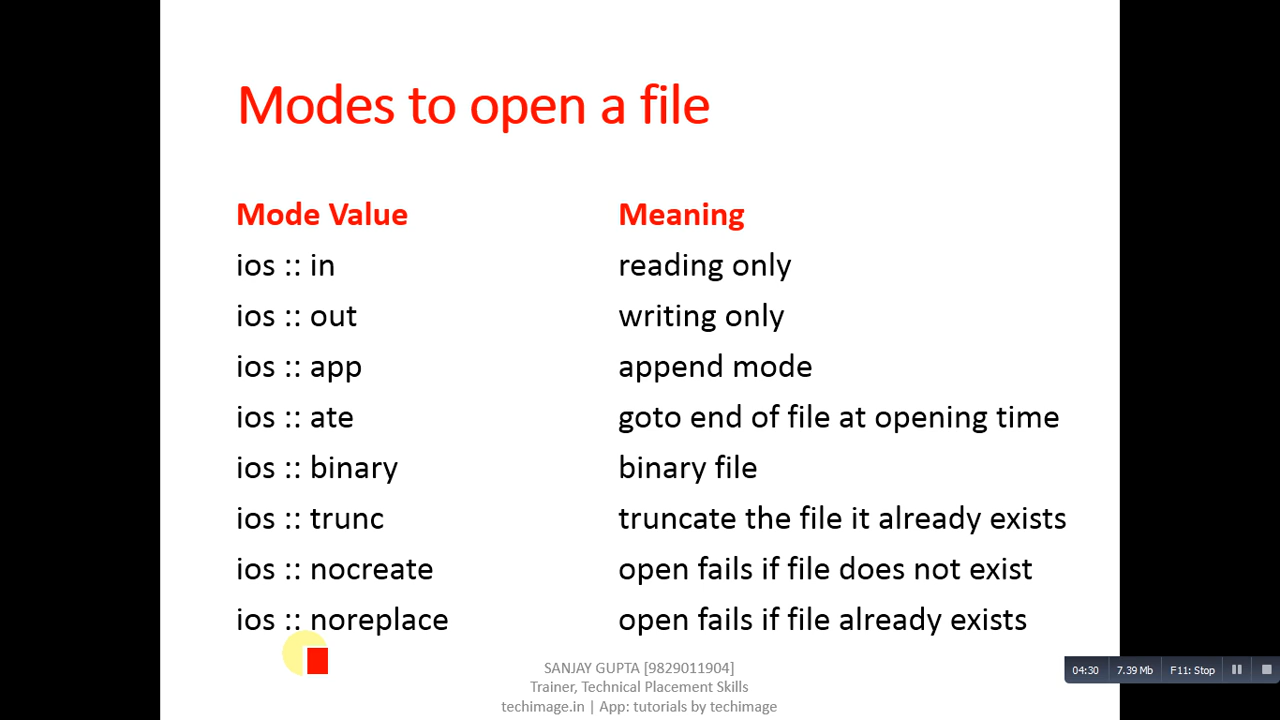 Modes to open a file
Mode Value Meaning
ios :: in reading only
ios :: out writing only
ios :: app append mode
ios :: ate goto end of file at opening time
ios :: binary binary file
ios :: trunc truncate the file it already exists
ios :: nocreate open fails if file does not exist
ios :: noreplace open fails if file already exists
SANJAY GUPTA [9829011904]
Trainer, Technical Placement Skills
techimage.in | App: tutorials by techimage
04:30 7.39 Mb F11: Stop